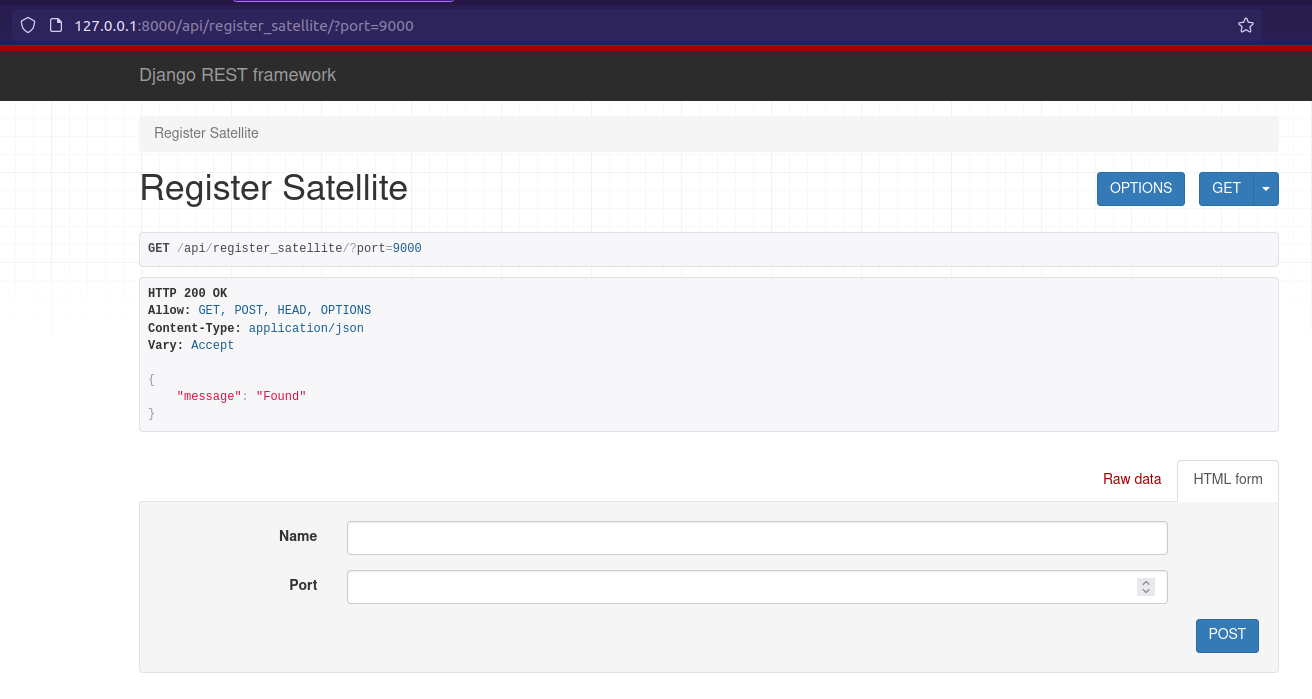 127.0.0.1:8000/api/register_satellite/?port=9000
Django REST framework
Register Satellite
Register Satellite
OPTIONS
GET
GET /api/register_satellite/?port=9000
HTTP 200 OK
Allow: GET, POST, HEAD, OPTIONS
Content-Type: application/json
Vary: Accept
{
"message": "Found"
}
Raw data
HTML form
Name
Port
POST